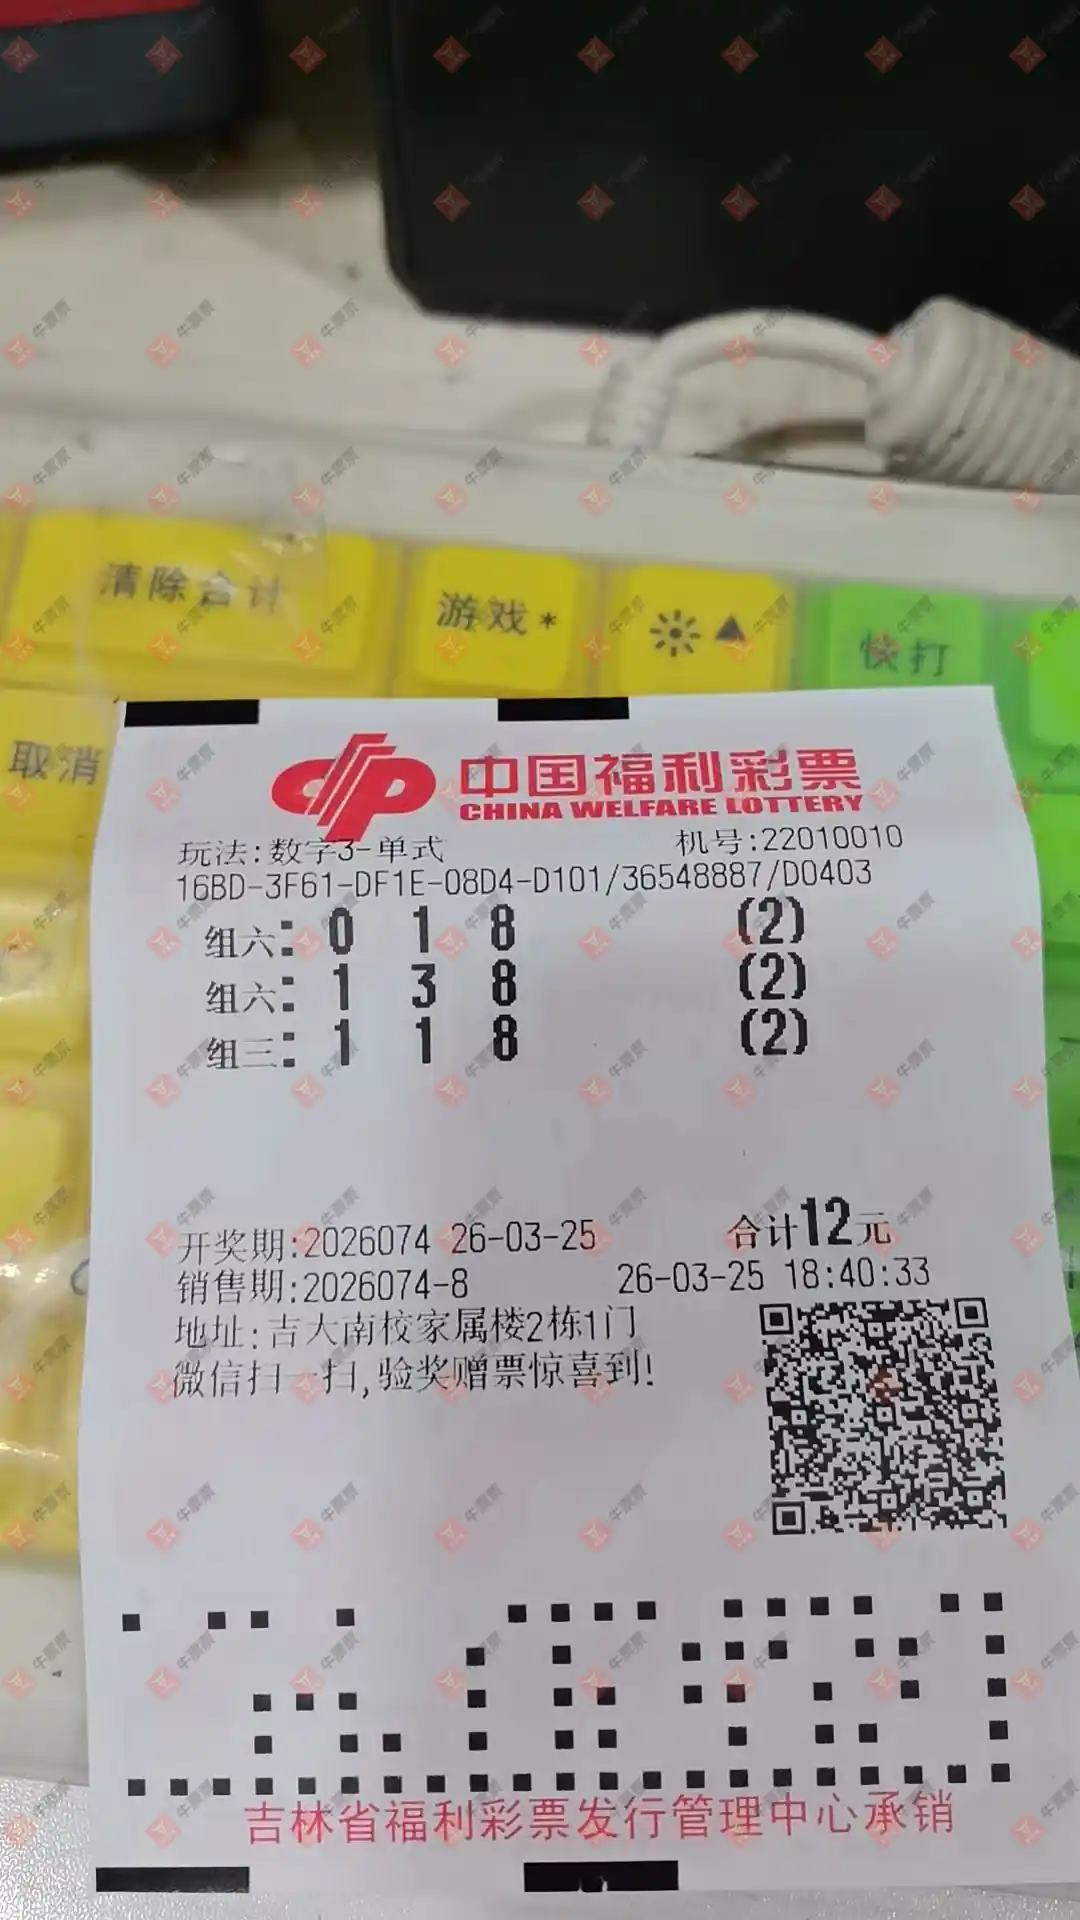 清除合计
游戏*
快打
取消
中国福利彩票
CHINA WELFARE LOTTERY
玩法:数字3-单式 机号:22010010
16BD-3F61-DF1E-08D4-D101/36548887/D0403
组六: 0 1 8 (2)
组六: 1 3 8 (2)
组三: 1 1 8 (2)
开奖期:2026074 26-03-25 合计12元
销售期:2026074-8 26-03-25 18:40:33
地址:吉大南校家属楼2栋1门
微信扫一扫,验奖赠票惊喜到!
吉林省福利彩票发行管理中心承销
牛票票